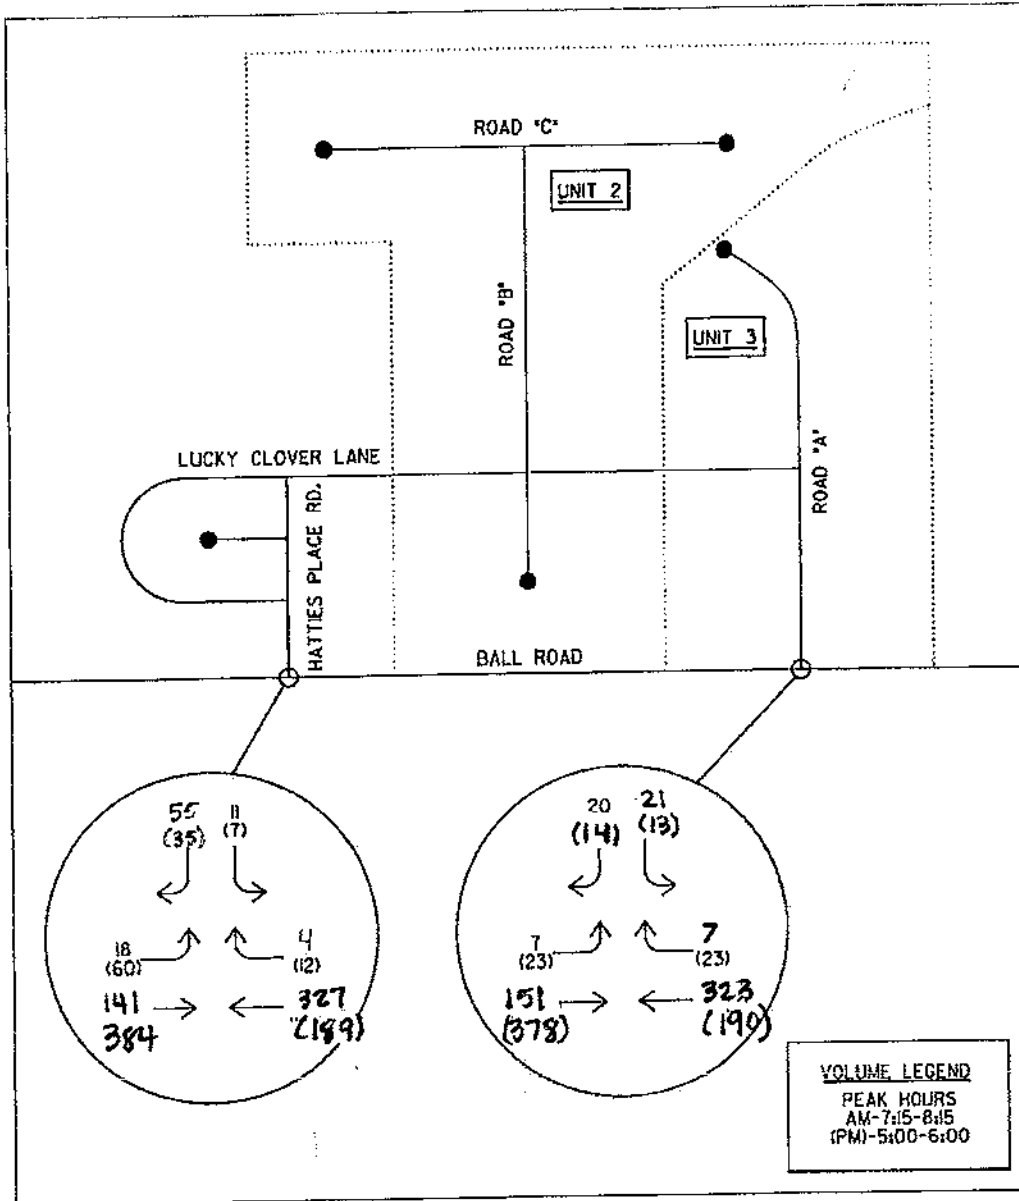 ROAD "C"
UNIT 2
ROAD "B"
UNIT 3
ROAD "A"
LUCKY CLOVER LANE
HATTIES PLACE RD.
BALL ROAD
55 11
(35) (7)
18 4
(60) (12)
141 327
384 (189)
20 21
(14) (13)
7 7
(23) (23)
151 323
(378) (190)
VOLUME LEGEND
PEAK HOURS
AM-7:15-8:15
(PM)-5:00-6:00